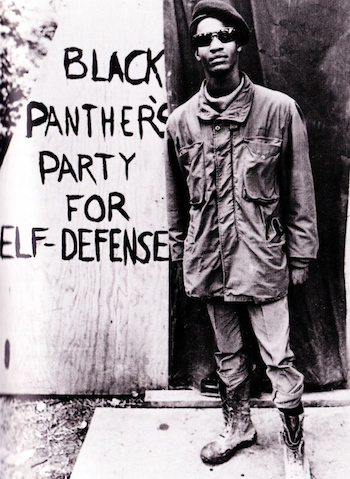 BLACK
PANTHER'S
PARTY
FOR
ELF-DEFENSE